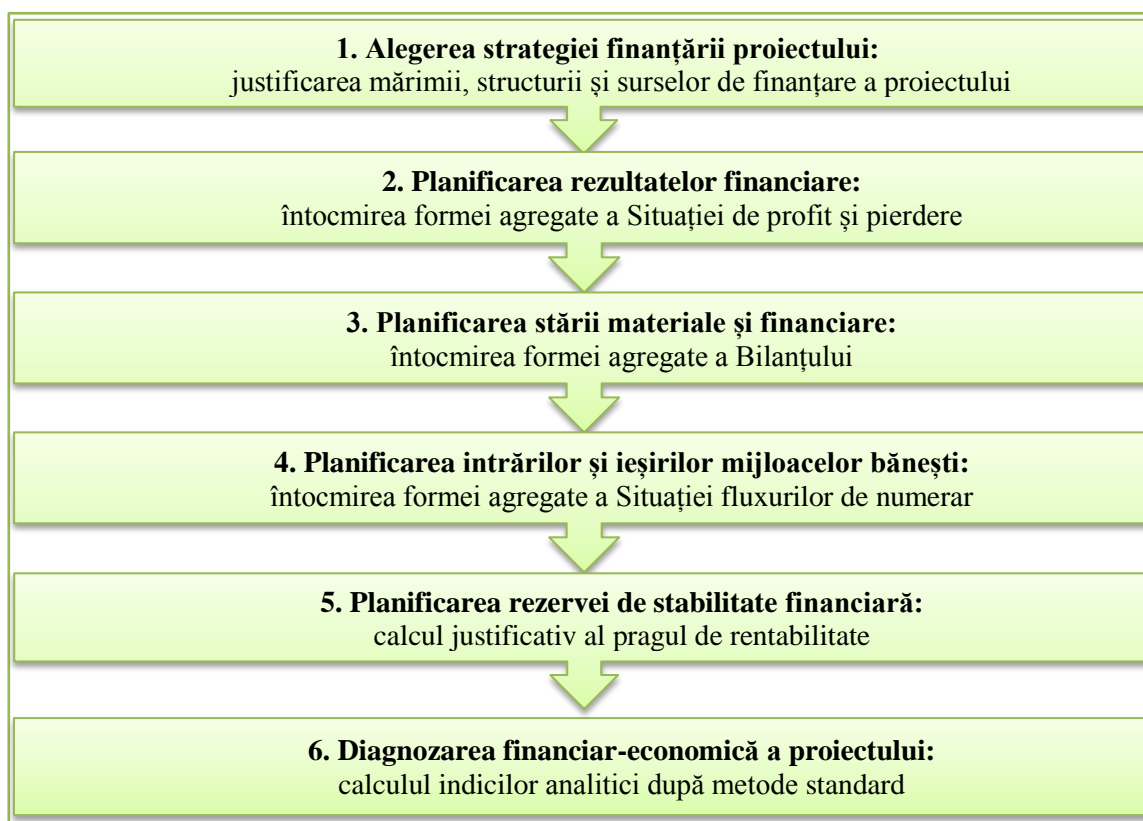 1. Alegerea strategiei finanțării proiectului:
justificarea mărimii, structurii și surselor de finanțare a proiectului
2. Planificarea rezultatelor financiare:
întocmirea formei agregate a Situației de profit și pierdere
3. Planificarea stării materiale și financiare:
întocmirea formei agregate a Bilanțului
4. Planificarea intrărilor și ieșirilor mijloacelor bănești:
întocmirea formei agregate a Situației fluxurilor de numerar
5. Planificarea rezervei de stabilitate financiară:
calcul justificativ al pragul de rentabilitate
6. Diagnozarea financiar-economică a proiectului:
calculul indicilor analitici după metode standard